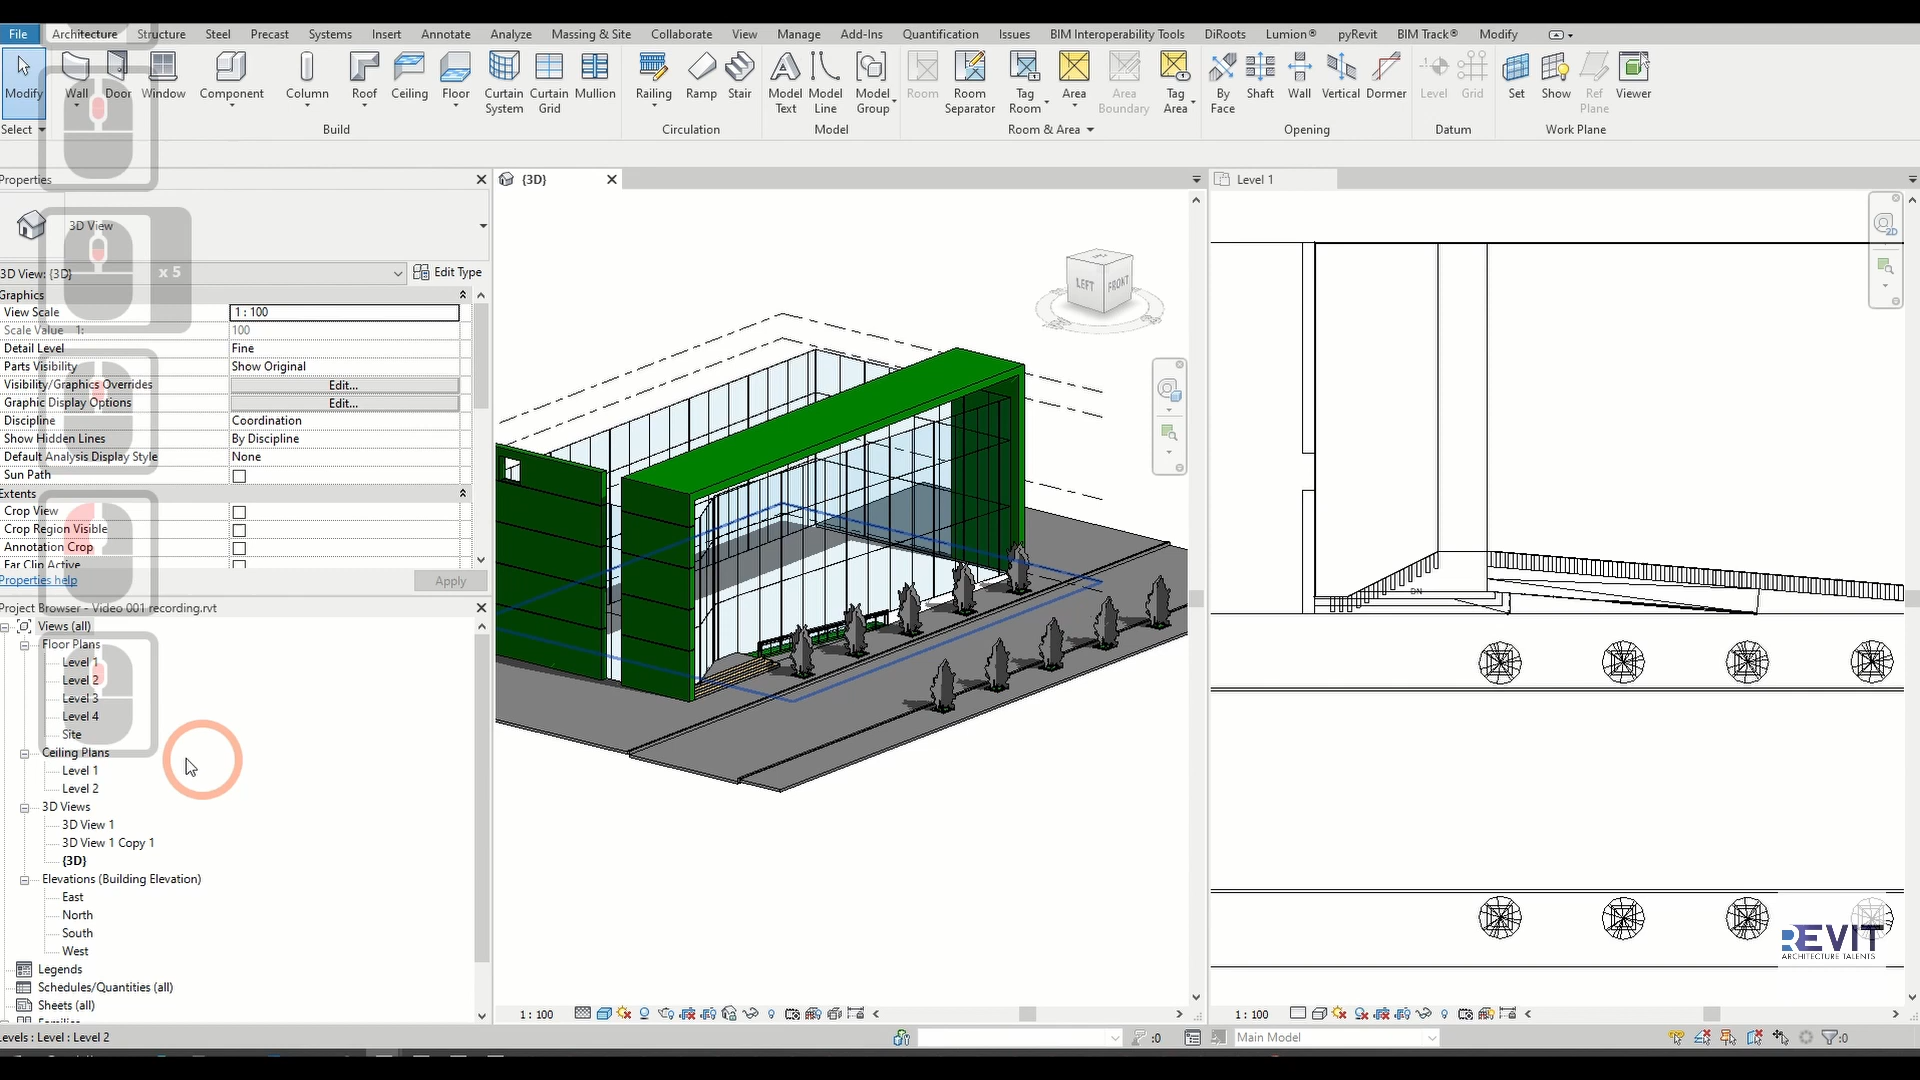 File Architecture Structure Steel Precast Systems Insert Annotate Analyze Massing & Site Collaborate View Manage Add-Ins Quantification Issues BIM Interoperability Tools DiRoots Lumion® pyRevit BIM Track® Modify
Modify Wall Door Window Component Column Roof Ceiling Floor Curtain System Curtain Grid Mullion Railing Ramp Stair Model Text Model Line Model Group Room Room Separator Tag Room Area Area Boundary Tag Area By Face Shaft Wall Vertical Dormer Level Grid Set Show Ref Plane Viewer
Select Build Circulation Model Room & Area Opening Datum Work Plane
Properties
{3D}
Level 1
3D View
x 5
3D View: {3D}
Edit Type
Graphics
View Scale 1 : 100
Scale Value 1: 100
Detail Level Fine
Parts Visibility Show Original
Visibility/Graphics Overrides Edit...
Graphic Display Options Edit...
Discipline Coordination
Show Hidden Lines By Discipline
Default Analysis Display Style None
Sun Path
Extents
Crop View
Crop Region Visible
Annotation Crop
Far Clip Active
Properties help Apply
Project Browser - Video 001 recording.rvt
Views (all)
Floor Plans
Level 1
Level 2
Level 3
Level 4
Site
Ceiling Plans
Level 1
Level 2
3D Views
3D View 1
3D View 1 Copy 1
{3D}
Elevations (Building Elevation)
East
North
South
West
Legends
Schedules/Quantities (all)
Sheets (all)
LEFT FRONT
2D
DN
REVIT
ARCHITECTURE TALENTS
1 : 100
1 : 100
Levels : Level : Level 2
:0
Main Model
:0